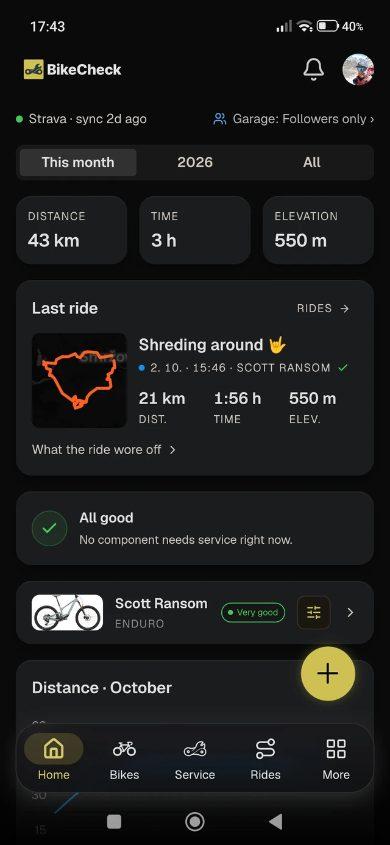 17:43
40%
BikeCheck
Strava · sync 2d ago
Garage: Followers only ›
This month
2026
All
DISTANCE
TIME
ELEVATION
43 km
3 h
550 m
Last ride
RIDES →
Shreding around 🤘
2. 10. · 15:46 · SCOTT RANSOM ✓
21 km
1:56 h
550 m
DIST.
TIME
ELEV.
What the ride wore off ›
All good
No component needs service right now.
Scott Ransom
ENDURO
Very good
Distance · October
Home
Bikes
Service
Rides
More
30
15